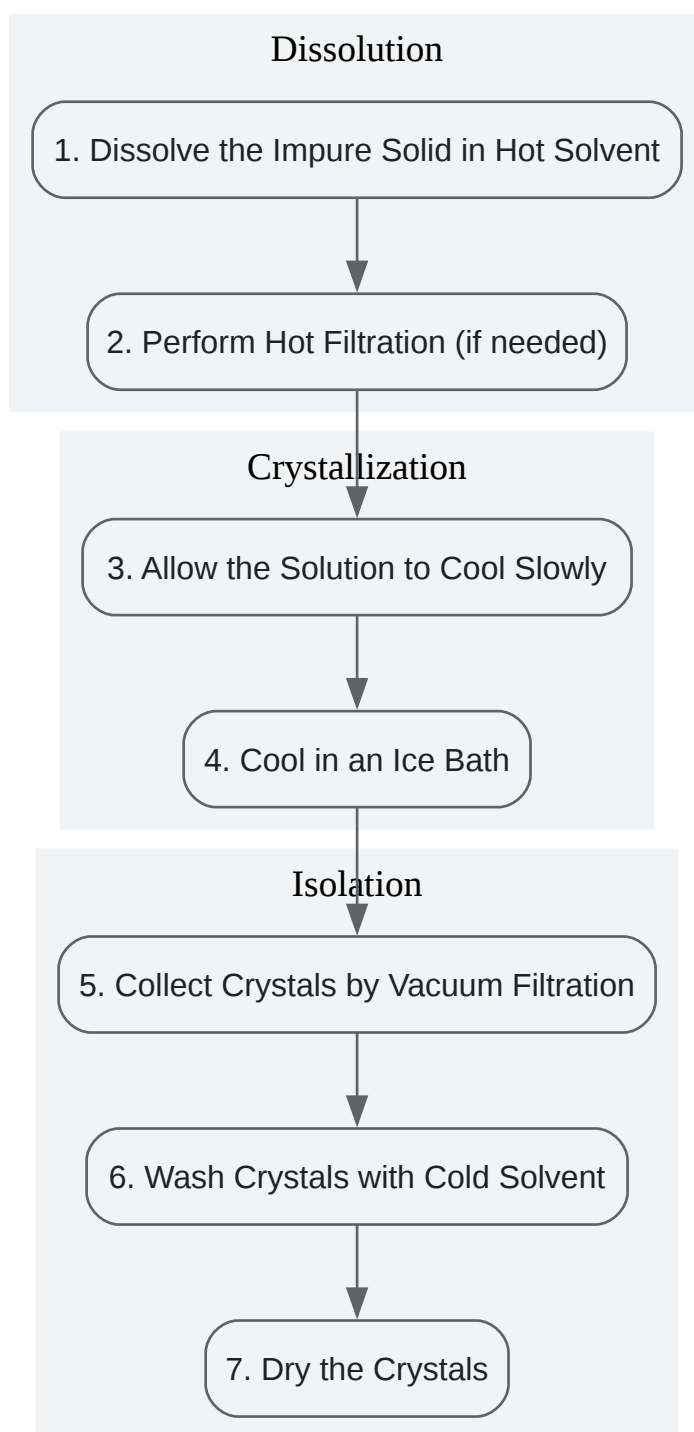 Dissolution
1. Dissolve the Impure Solid in Hot Solvent
2. Perform Hot Filtration (if needed)
Crystallization
3. Allow the Solution to Cool Slowly
4. Cool in an Ice Bath
Isolation
5. Collect Crystals by Vacuum Filtration
6. Wash Crystals with Cold Solvent
7. Dry the Crystals